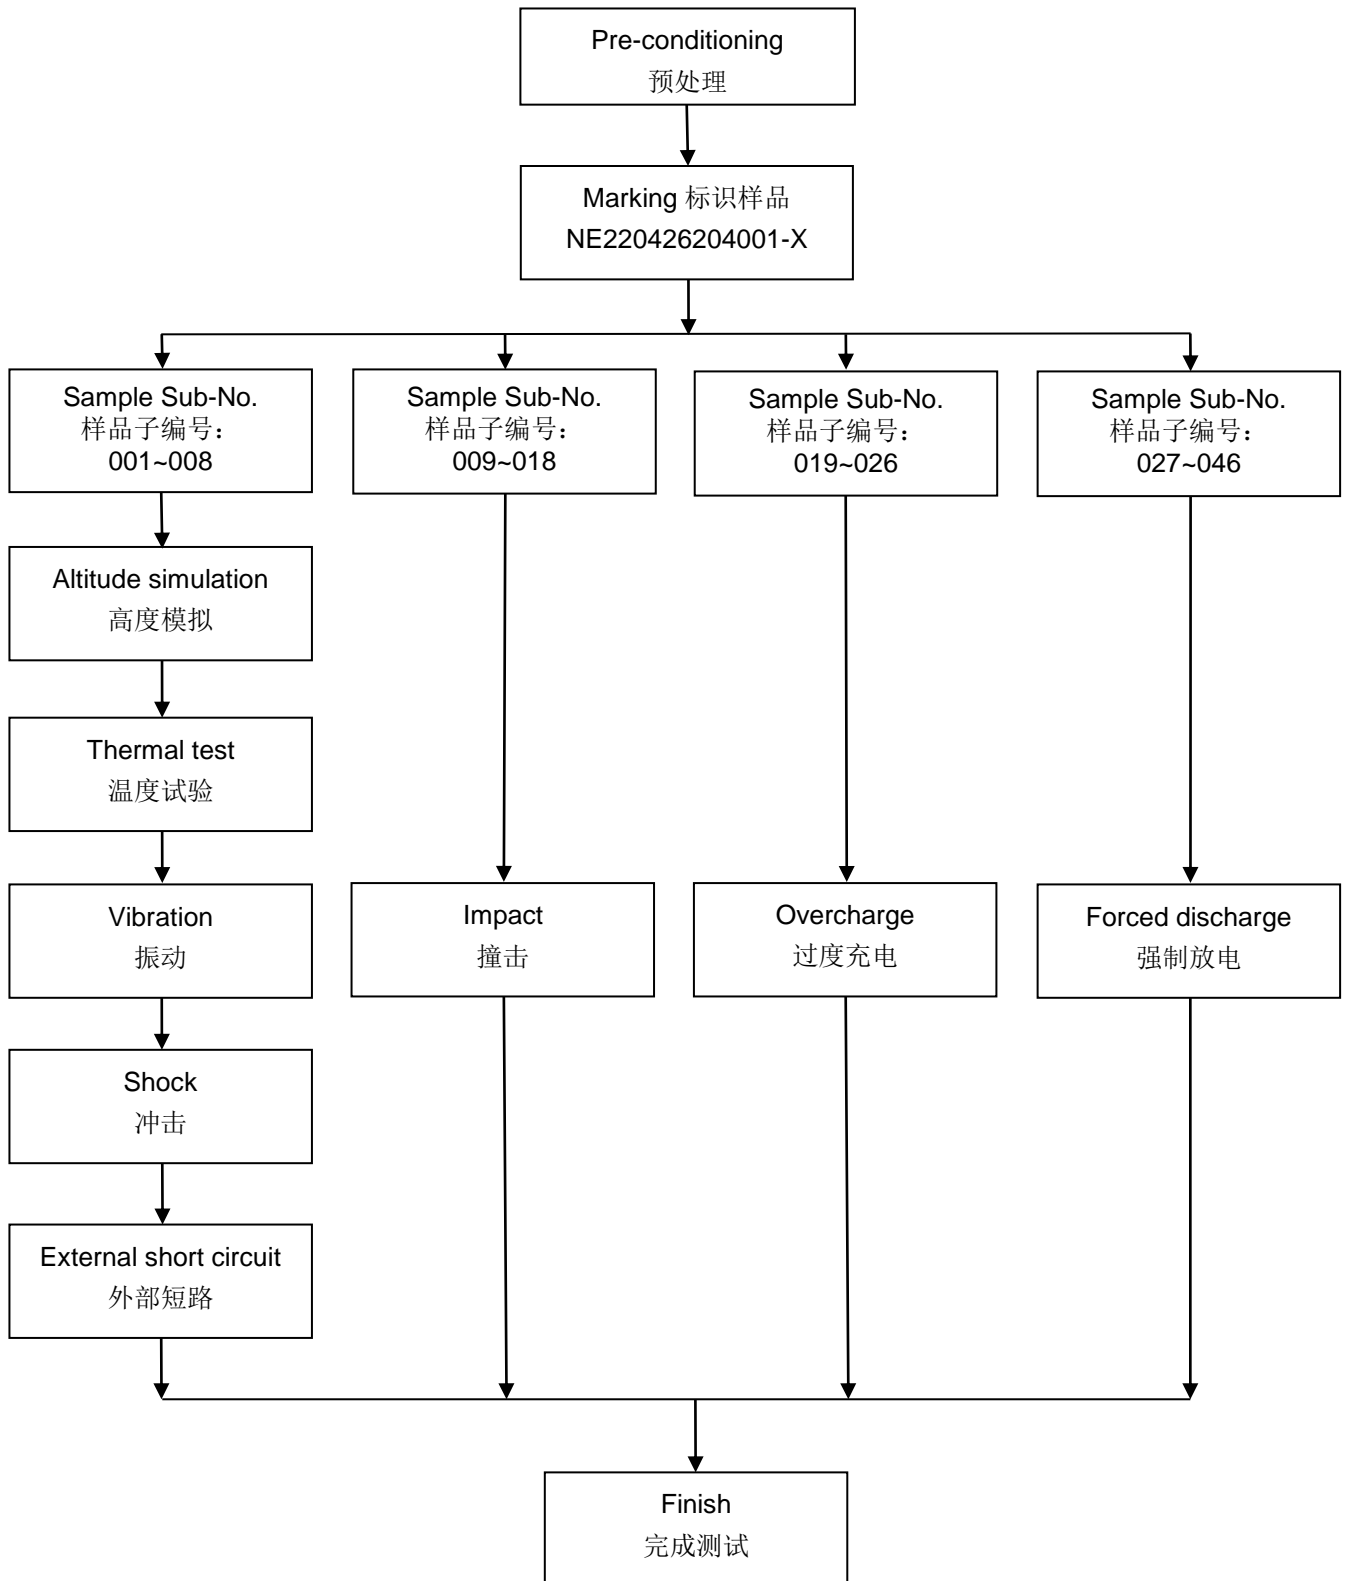 Pre-conditioning
预处理
Marking 标识样品
NE220426204001-X
Sample Sub-No.
样品子编号：
001~008
Sample Sub-No.
样品子编号：
009~018
Sample Sub-No.
样品子编号：
019~026
Sample Sub-No.
样品子编号：
027~046
Altitude simulation
高度模拟
Thermal test
温度试验
Vibration
振动
Impact
撞击
Overcharge
过度充电
Forced discharge
强制放电
Shock
冲击
External short circuit
外部短路
Finish
完成测试